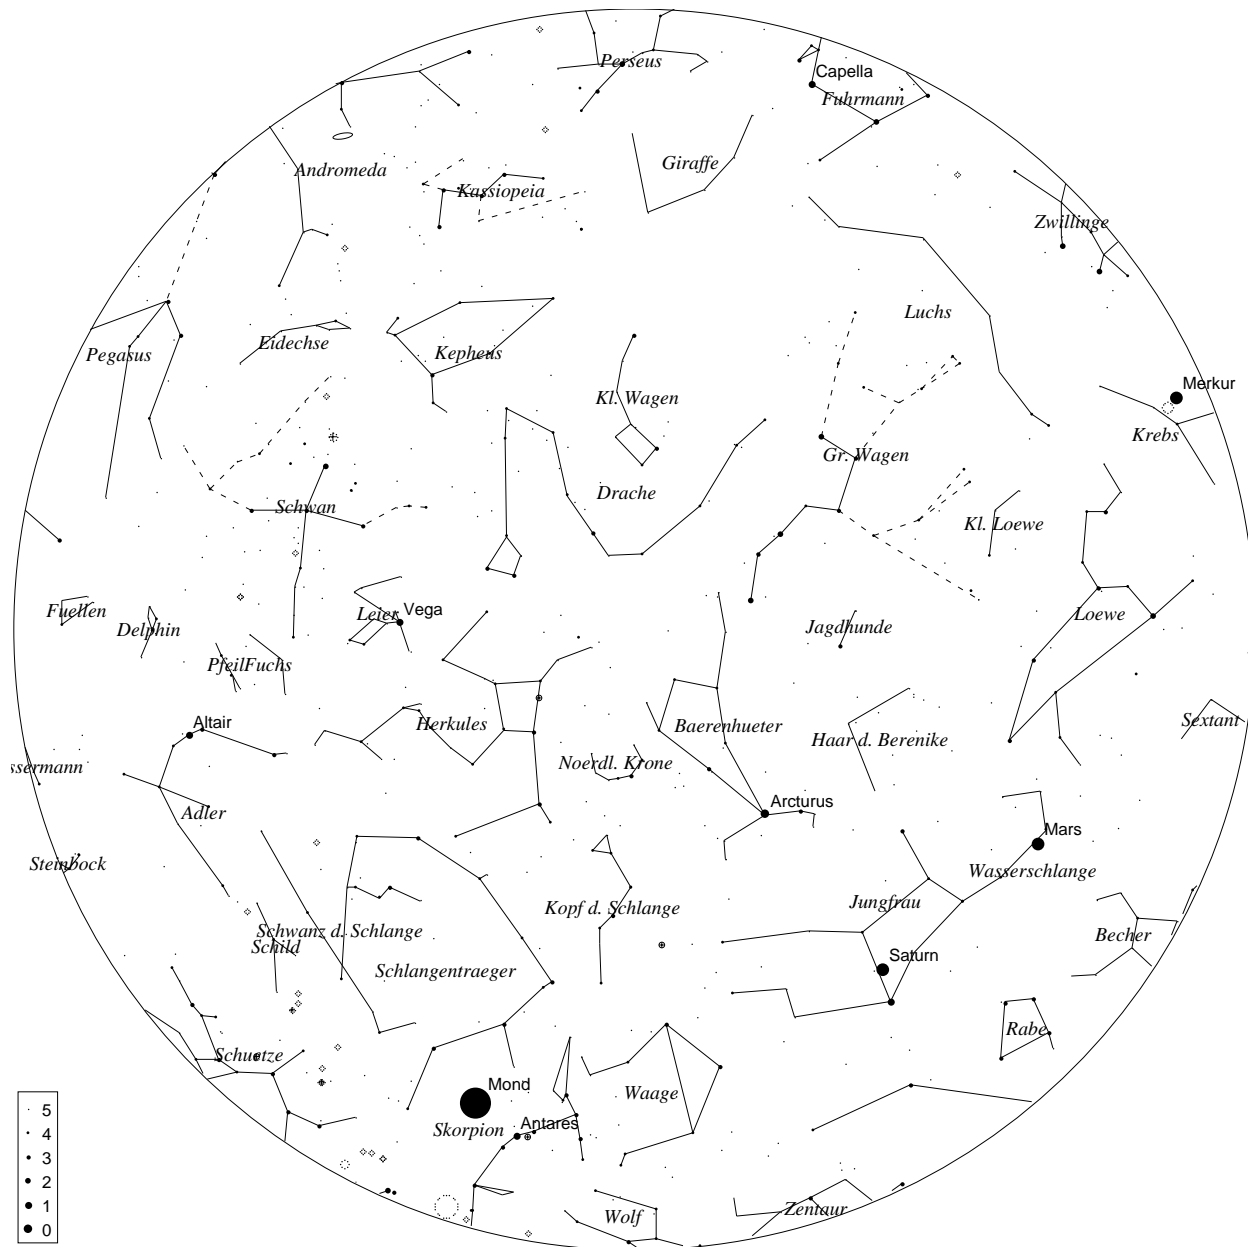 Perseus
Capella
Fuhrmann
Andromeda
Kassiopeia
Giraffe
Zwillinge
Luchs
Pegasus
Eidechse
Kepheus
Kl. Wagen
Merkur
Krebs
Gr. Wagen
Drache
Schwan
Kl. Loewe
Fuellen
Delphin
Leier
Vega
Jagdhunde
Loewe
PfeilFuchs
Altair
Herkules
Baerenhueter
Haar d. Berenike
Sextant
ssermann
Noerdl. Krone
Adler
Arcturus
Mars
Steinbock
Wasserschlange
Kopf d. Schlange
Jungfrau
Schwanz d. Schlange
Schild
Becher
Schlangentraeger
Saturn
Rabe
Schuetze
Mond
Waage
Skorpion
Antares
Wolf
Zentaur
5
4
3
2
1
0